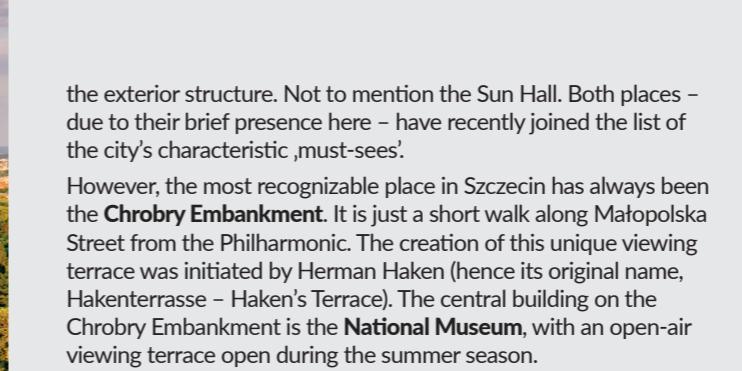 the exterior structure. Not to mention the Sun Hall. Both places –
due to their brief presence here – have recently joined the list of
the city’s characteristic ‚must-sees’.
However, the most recognizable place in Szczecin has always been
the Chrobry Embankment. It is just a short walk along Małopolska
Street from the Philharmonic. The creation of this unique viewing
terrace was initiated by Herman Haken (hence its original name,
Hakenterrasse – Haken’s Terrace). The central building on the
Chrobry Embankment is the National Museum, with an open-air
viewing terrace open during the summer season.